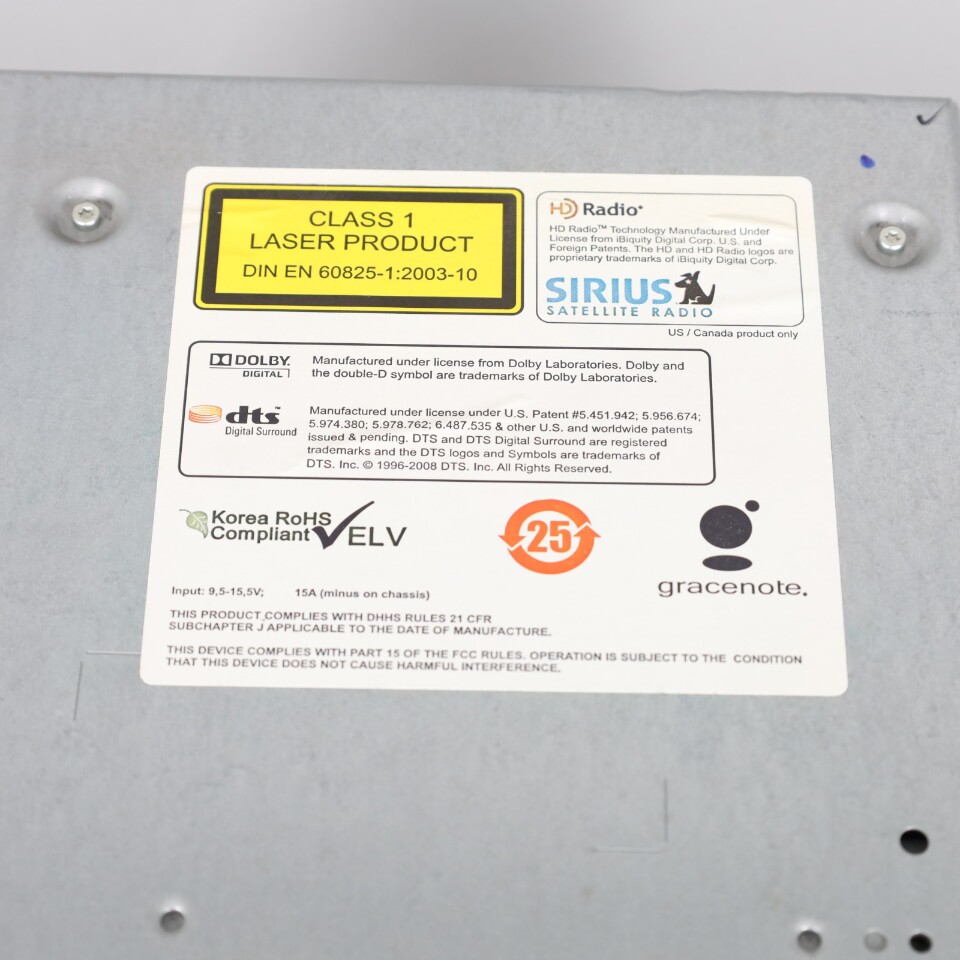 CLASS 1
LASER PRODUCT
DIN EN 60825-1:2003-10
HD Radio
HD Radio™ Technology Manufactured Under
License from iBiquity Digital Corp. U.S. and
Foreign Patents. The HD and HD Radio logos are
proprietary trademarks of iBiquity Digital Corp.
SIRIUS
SATELLITE RADIO
US / Canada product only
DOLBY.
DIGITAL
Manufactured under license from Dolby Laboratories. Dolby and
the double-D symbol are trademarks of Dolby Laboratories.
dts™
Digital Surround
Manufactured under license under U.S. Patent #5.451.942; 5.956.674;
5.974.380; 5.978.762; 6.487.535 & other U.S. and worldwide patents
issued & pending. DTS and DTS Digital Surround are registered
trademarks and the DTS logos and Symbols are trademarks of
DTS. Inc. © 1996-2008 DTS. Inc. All Rights Reserved.
Korea RoHS
Compliant
ELV
25
gracenote.
Input: 9,5-15,5V; 15A (minus on chassis)
THIS PRODUCT COMPLIES WITH DHHS RULES 21 CFR
SUBCHAPTER J APPLICABLE TO THE DATE OF MANUFACTURE.
THIS DEVICE COMPLIES WITH PART 15 OF THE FCC RULES. OPERATION IS SUBJECT TO THE CONDITION
THAT THIS DEVICE DOES NOT CAUSE HARMFUL INTERFERENCE.